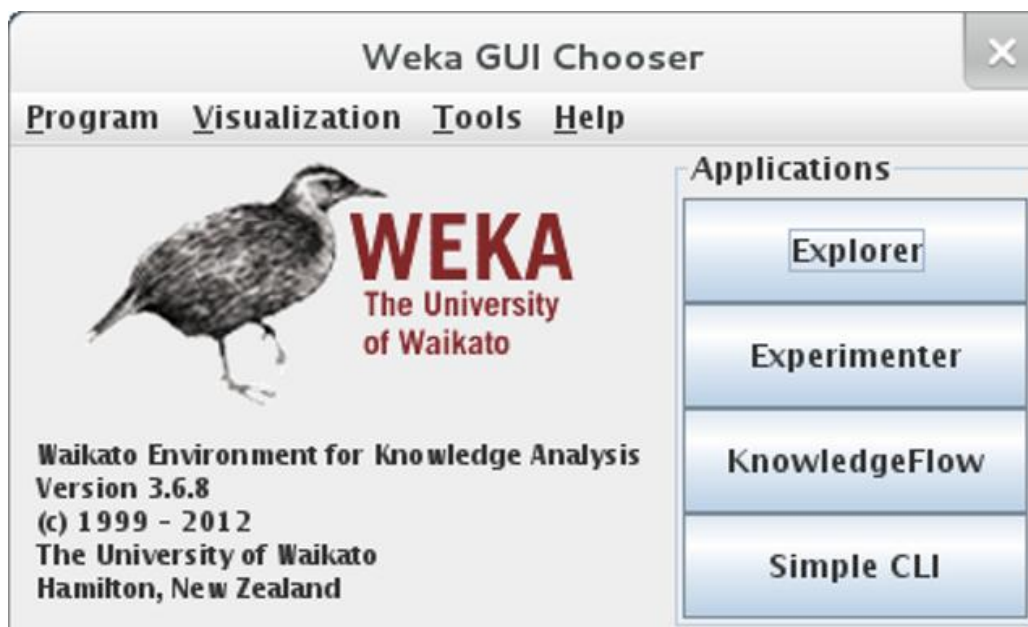 Weka GUI Chooser
Program Visualization Tools Help
WEKA
The University
of Waikato
Waikato Environment for Knowledge Analysis
Version 3.6.8
(c) 1999 - 2012
The University of Waikato
Hamilton, New Zealand
Applications
Explorer
Experimenter
KnowledgeFlow
Simple CLI